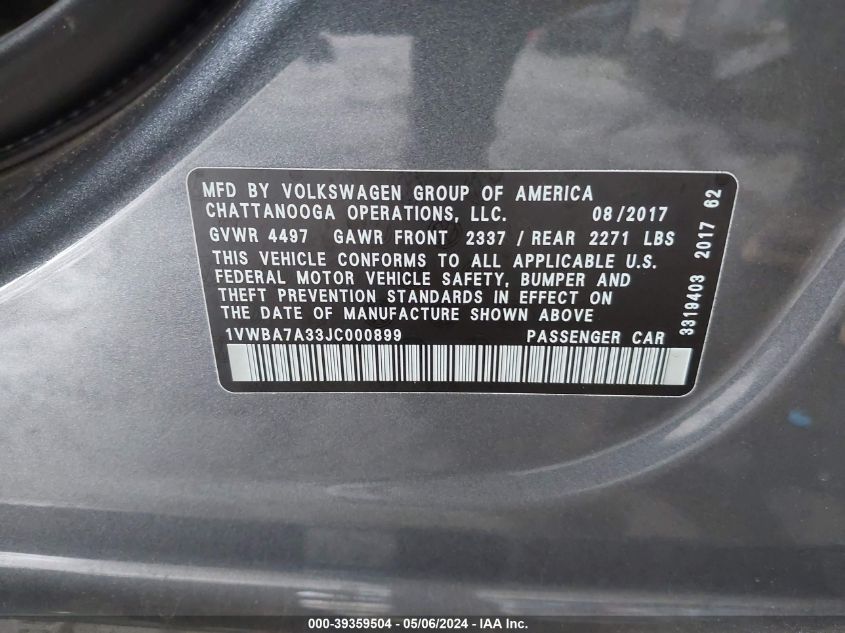 MFD BY VOLKSWAGEN GROUP OF AMERICA
CHATTANOOGA OPERATIONS, LLC. 08/2017
GVWR 4497 GAWR FRONT 2337 / REAR 2271 LBS
THIS VEHICLE CONFORMS TO ALL APPLICABLE U.S.
FEDERAL MOTOR VEHICLE SAFETY, BUMPER AND
THEFT PREVENTION STANDARDS IN EFFECT ON
THE DATE OF MANUFACTURE SHOWN ABOVE
1VWBA7A33JC000899 PASSENGER CAR
3319403 2017 62
000-39359504 - 05/06/2024 - IAA Inc.